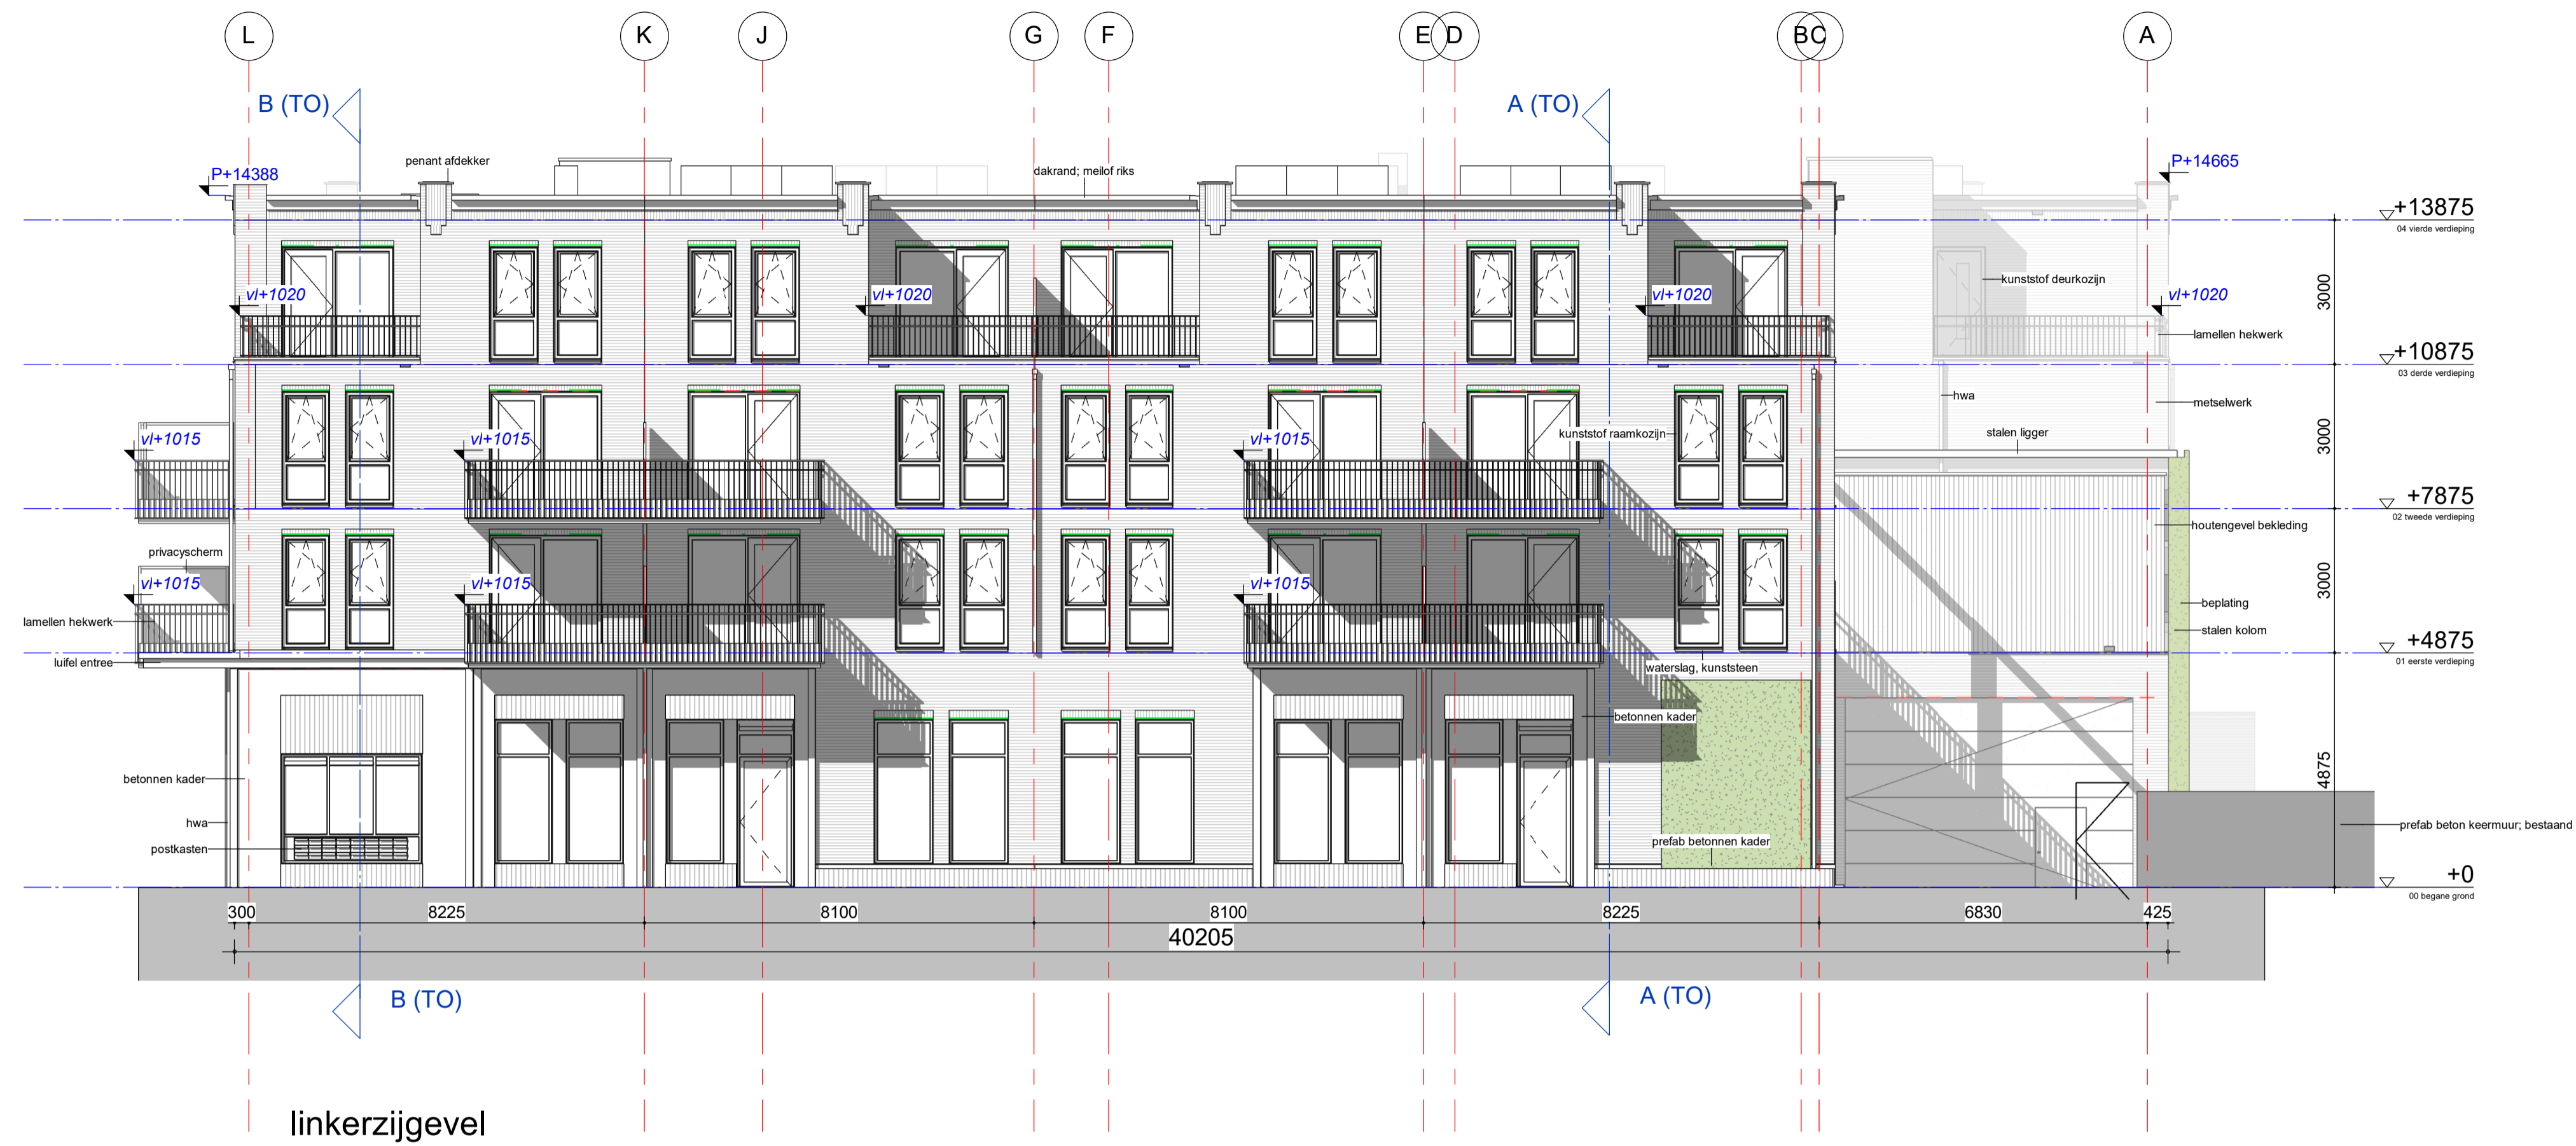 L K J G F E D B C A
B (TO) A (TO)
penant afdekker
P+14388
dakrand; meilof riks
P+14665
+13875
04 vierde verdieping
kunststof deurkozijn
3000
vl+1020 vl+1020 vl+1020 vl+1020
lamellen hekwerk
+10875
03 derde verdieping
hwa
metselwerk
stalen ligger
kunststof raamkozijn
3000
vl+1015 vl+1015 vl+1015
+7875
02 tweede verdieping
houtengevel bekleding
privacyscherm
3000
vl+1015 vl+1015 vl+1015
beplating
lamellen hekwerk
stalen kolom
+4875
01 eerste verdieping
luifel entree
waterslag, kunststeen
betonnen kader
betonnen kader
4875
hwa
prefab beton keermuur; bestaand
prefab betonnen kader
postkasten
+0
00 begane grond
300 8225 8100 8100 8225 6830 425
40205
B (TO) A (TO)
linkerzijgevel